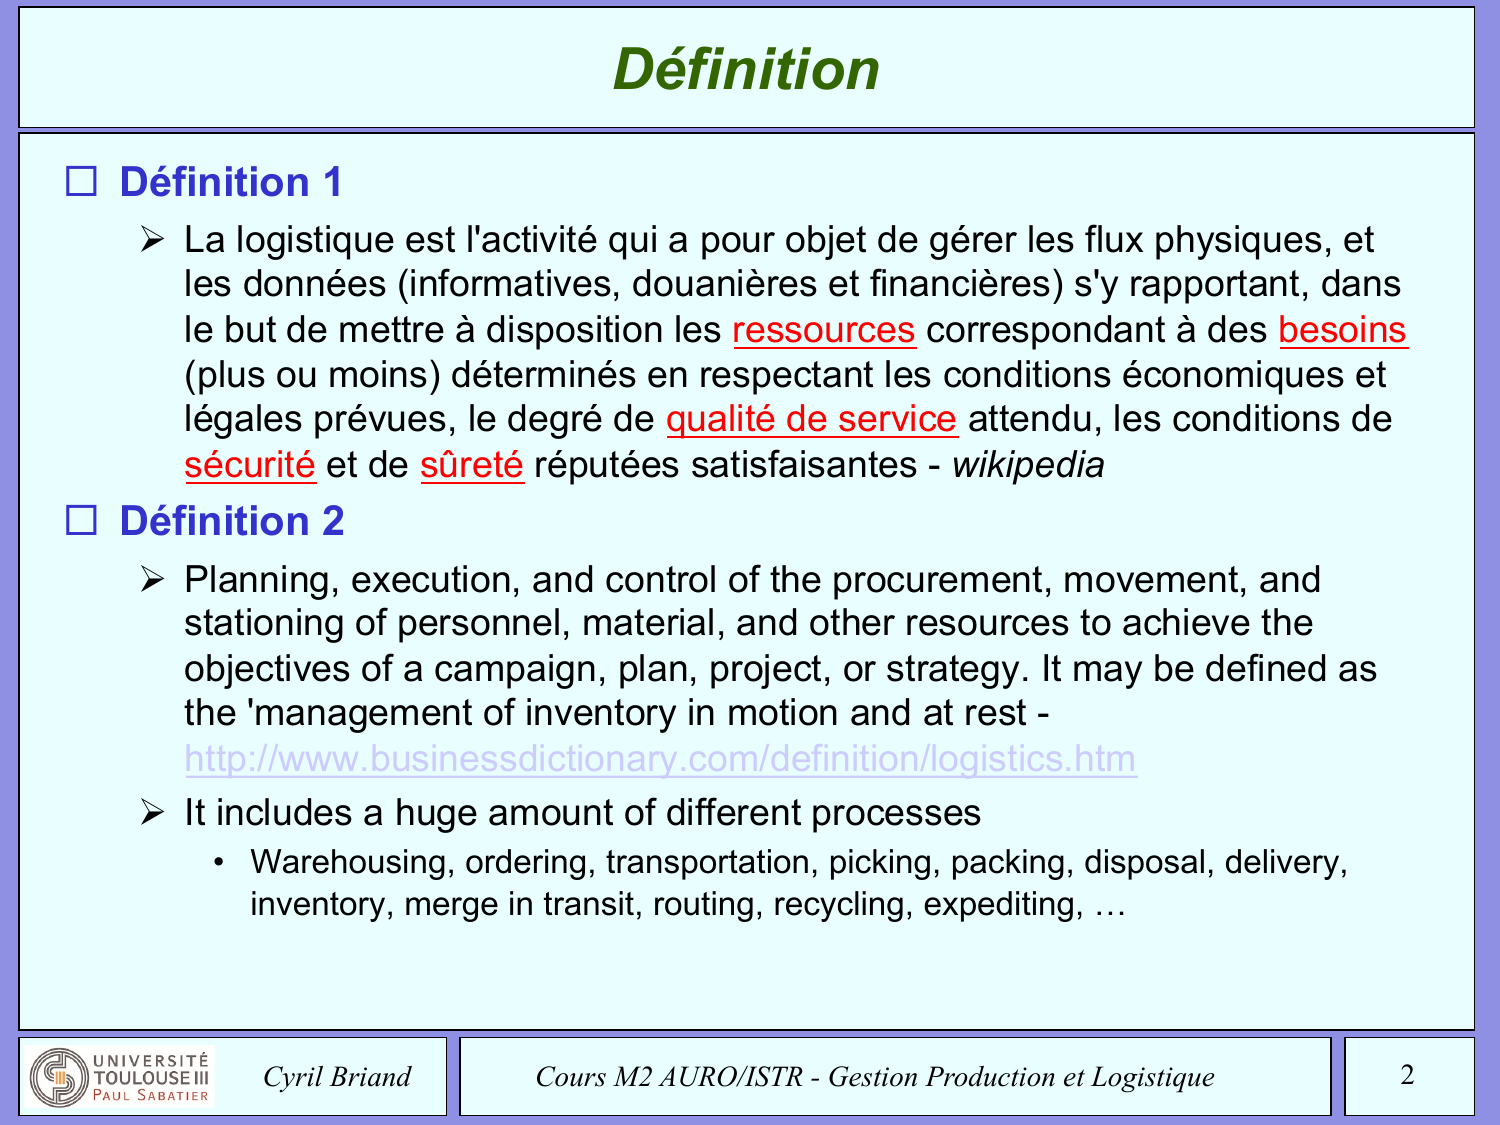 Définition
Définition 1
La logistique est l'activité qui a pour objet de gérer les flux physiques, et
les données (informatives, douanières et financières) s'y rapportant, dans
le but de mettre à disposition les ressources correspondant à des besoins
(plus ou moins) déterminés en respectant les conditions économiques et
légales prévues, le degré de qualité de service attendu, les conditions de
sécurité et de sûreté réputées satisfaisantes - wikipedia
Définition 2
Planning, execution, and control of the procurement, movement, and
stationing of personnel, material, and other resources to achieve the
objectives of a campaign, plan, project, or strategy. It may be defined as
the 'management of inventory in motion and at rest -
http://www.businessdictionary.com/definition/logistics.htm
It includes a huge amount of different processes
• Warehousing, ordering, transportation, picking, packing, disposal, delivery,
inventory, merge in transit, routing, recycling, expediting, …
UNIVERSITÉ
TOULOUSE III
PAUL SABATIER
Cyril Briand
Cours M2 AURO/ISTR - Gestion Production et Logistique
2